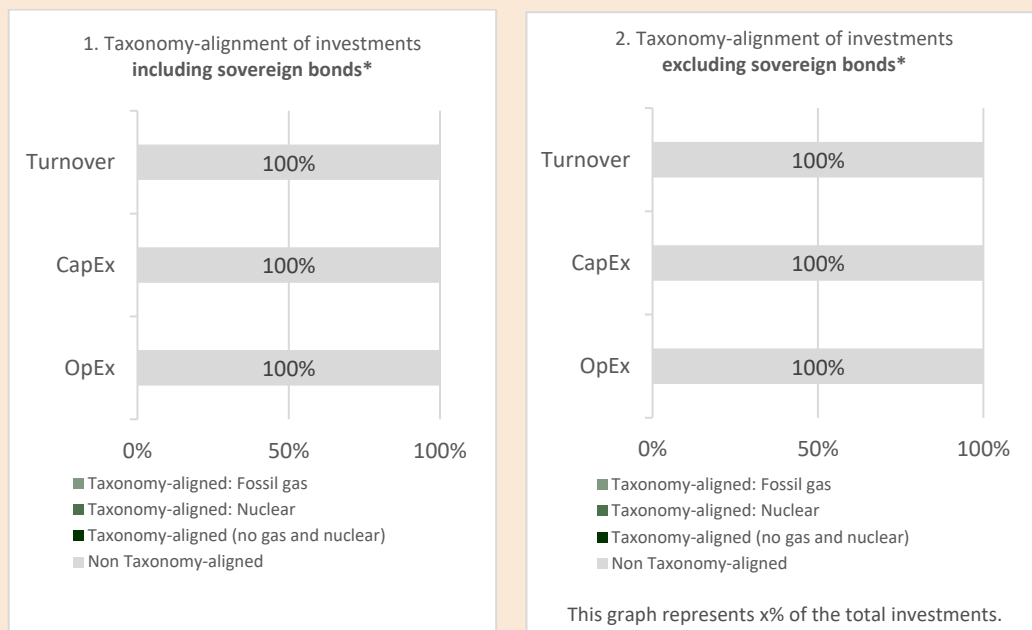 1. Taxonomy-alignment of investments
including sovereign bonds*
Turnover
100%
CapEx
100%
OpEx
100%
0%
50%
100%
Taxonomy-aligned: Fossil gas
Taxonomy-aligned: Nuclear
Taxonomy-aligned (no gas and nuclear)
Non Taxonomy-aligned
2. Taxonomy-alignment of investments
excluding sovereign bonds*
Turnover
100%
CapEx
100%
OpEx
100%
0%
50%
100%
Taxonomy-aligned: Fossil gas
Taxonomy-aligned: Nuclear
Taxonomy-aligned (no gas and nuclear)
Non Taxonomy-aligned
This graph represents x% of the total investments.